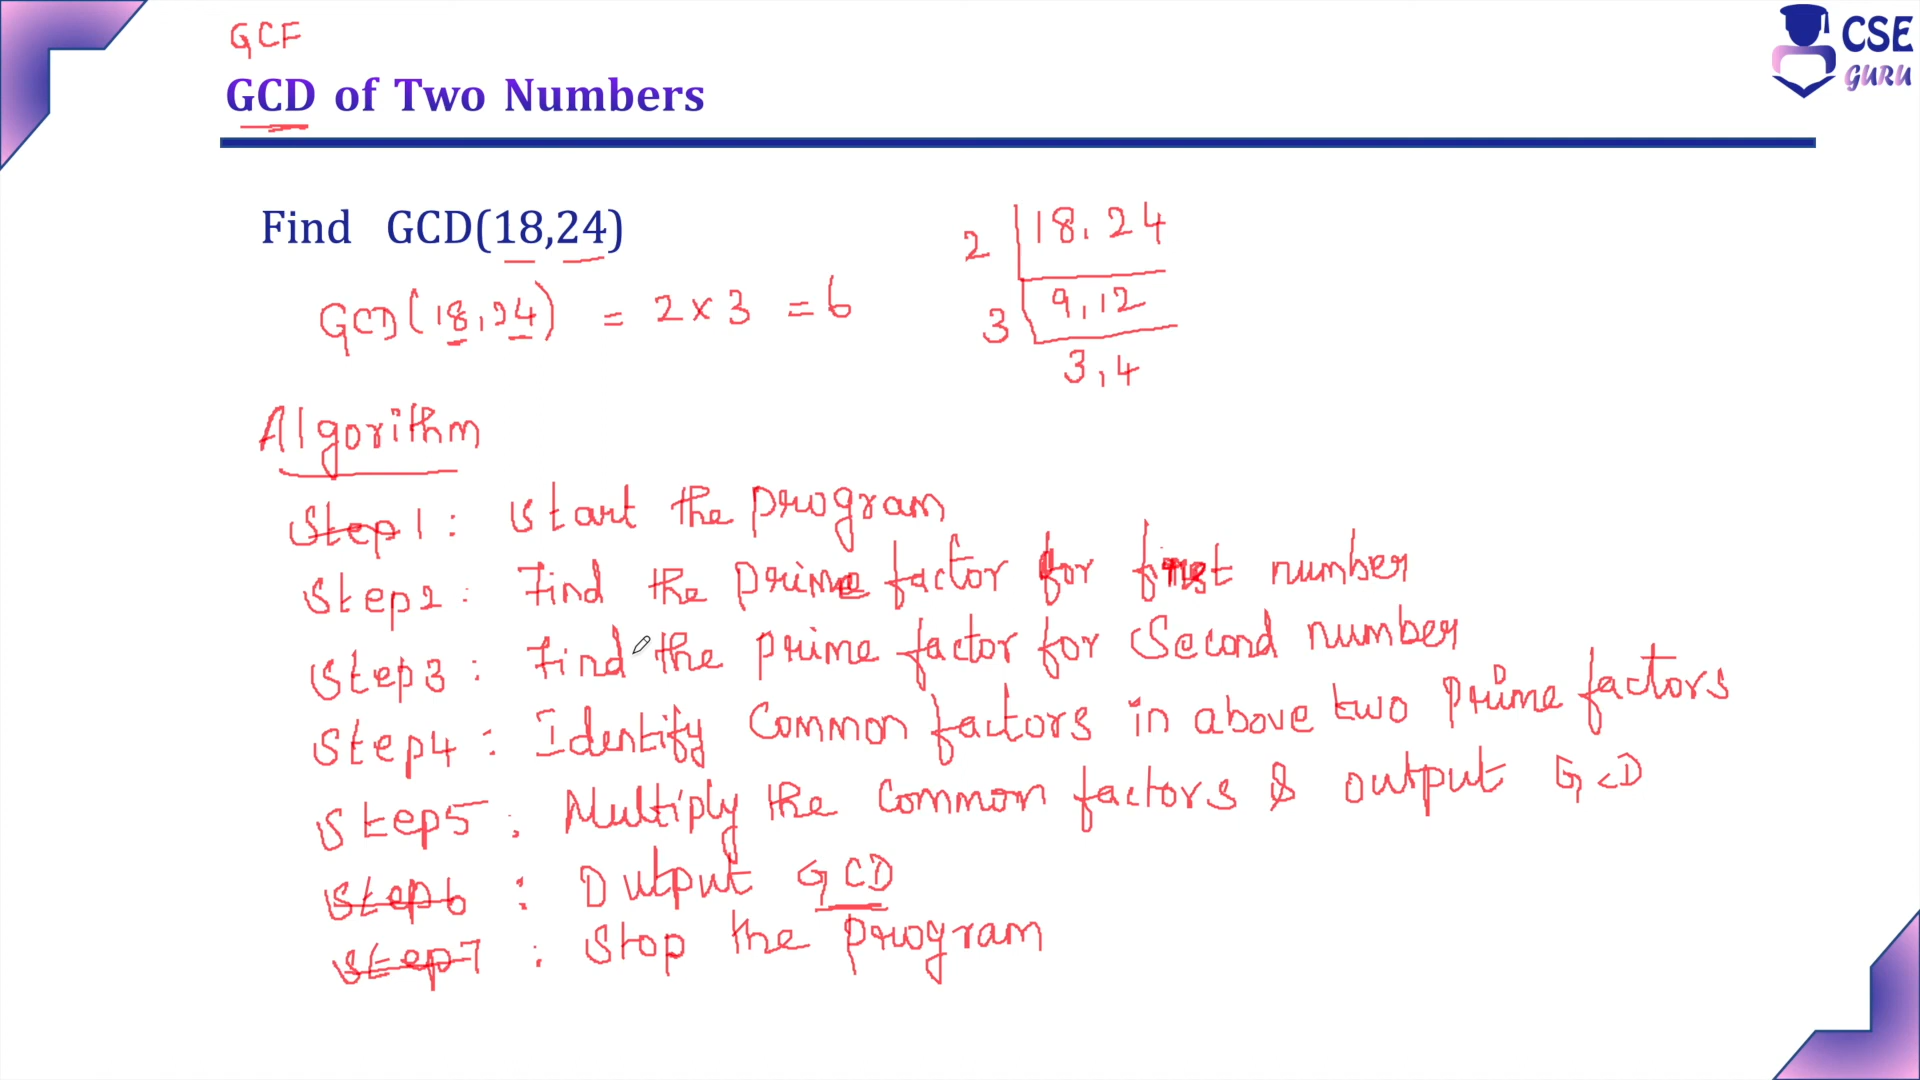 GCF
GCD of Two Numbers
CSE
GURU
Find GCD(18,24)
GCD(18,24) = 2 x 3 = 6
2 | 18, 24
3 | 9, 12
3, 4
Algorithm
Step1: Start the program
Step2: Find the prime factor for first number
Step3: Find the prime factor for Second number
Step4: Identify Common factors in above two prime factors
Step5: Multiply the common factors & output GCD
Step6: Output GCD
Step7: Stop the program